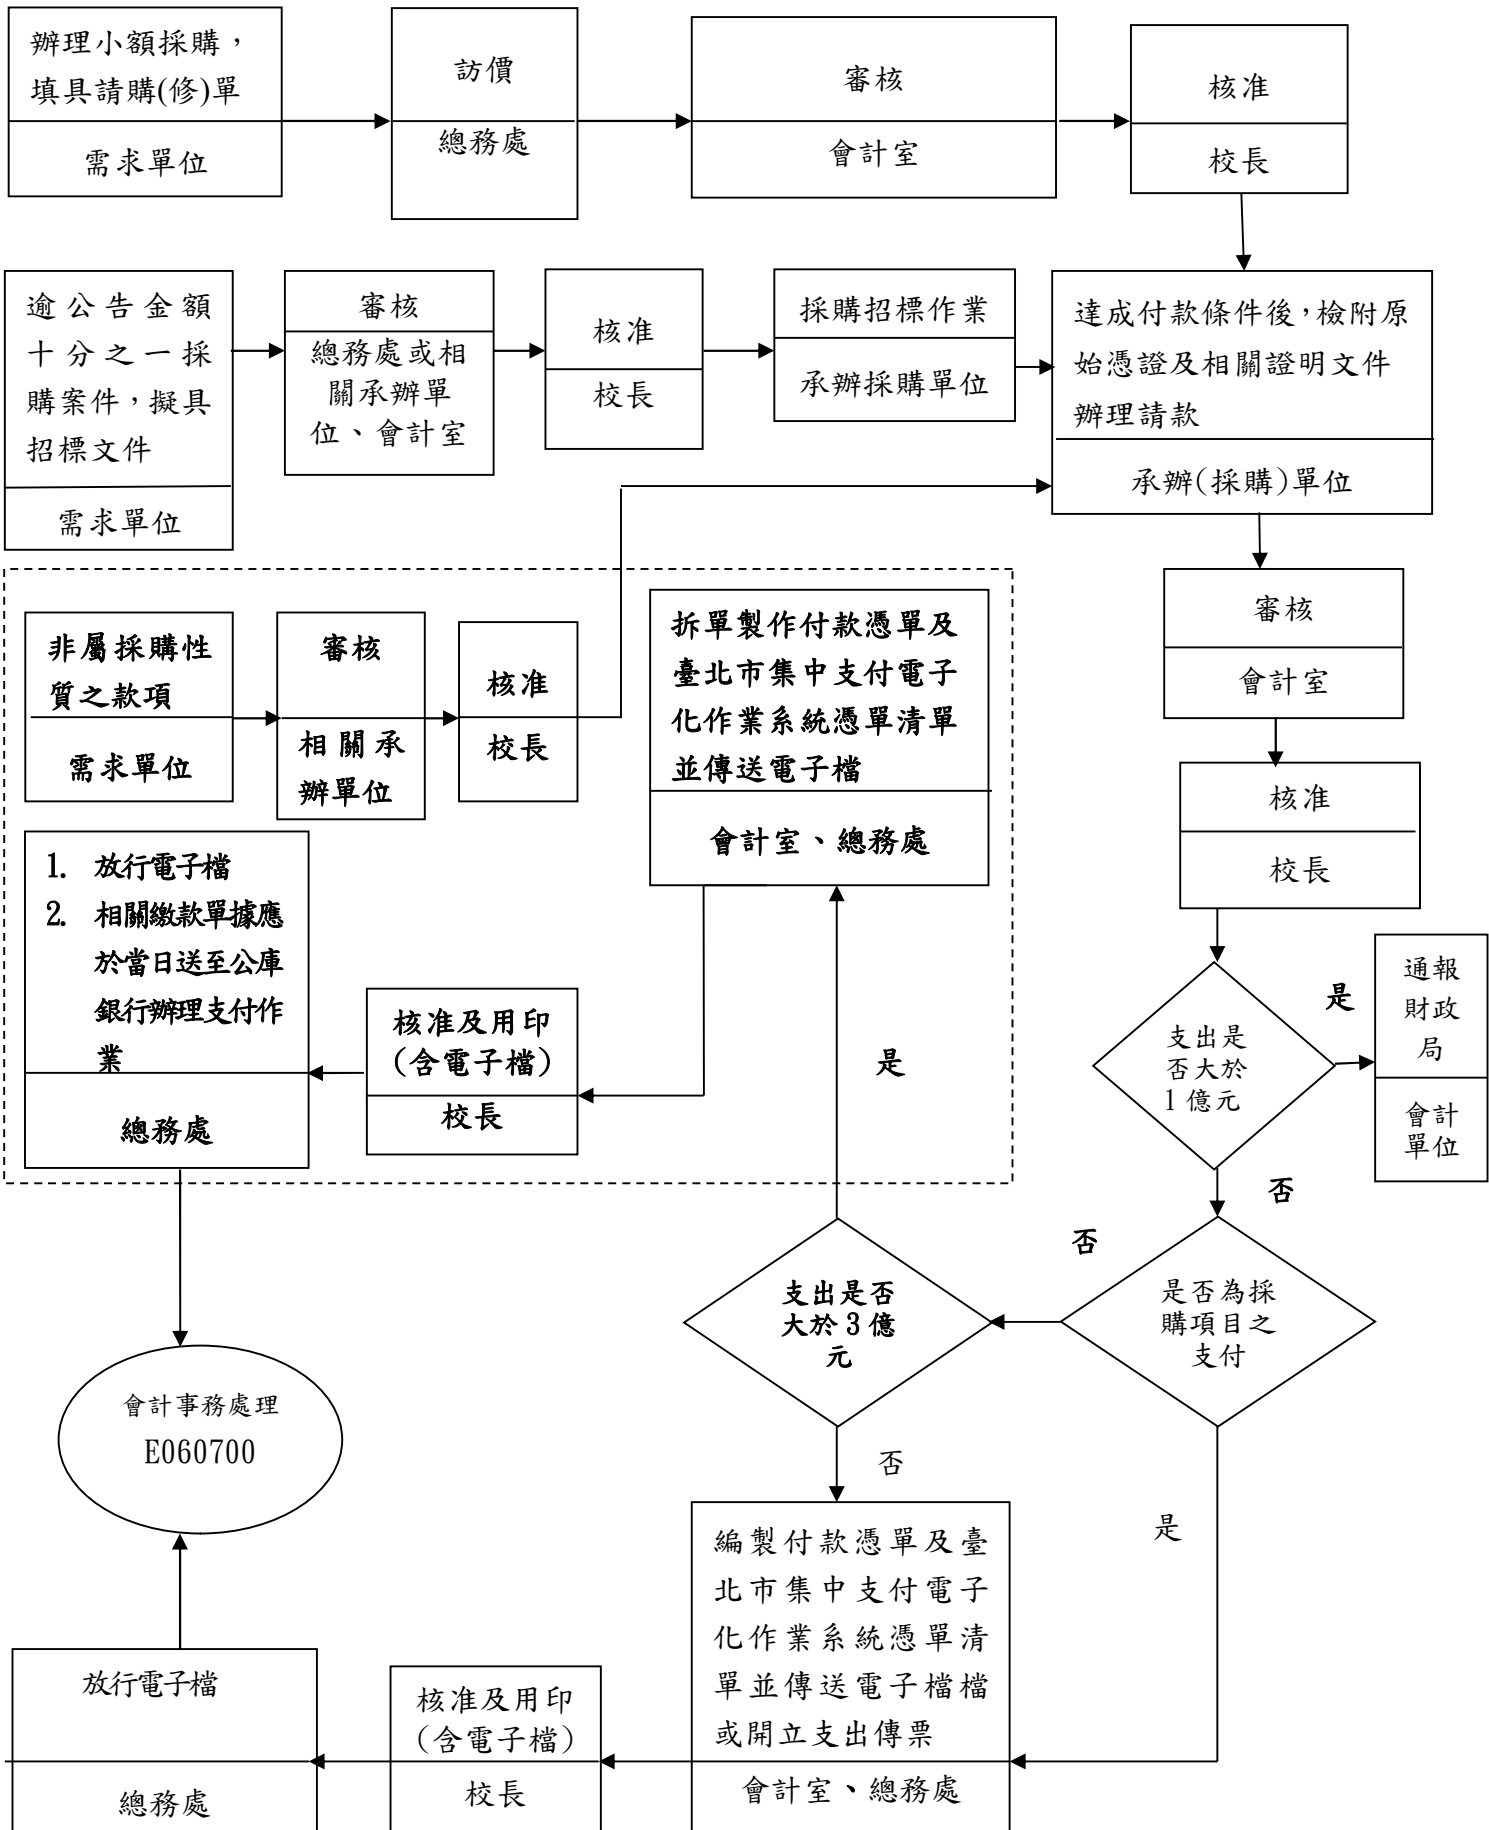 辦理小額採購，
填具請購(修)單
需求單位
訪價
總務處
審核
會計室
核准
校長
逾公告金額
十分之一採
購案件，擬具
招標文件
需求單位
審核
總務處或相
關承辦單
位、會計室
核准
校長
採購招標作業
承辦採購單位
達成付款條件後，檢附原
始憑證及相關證明文件
辦理請款
承辦(採購)單位
審核
會計室
核准
校長
非屬採購性
質之款項
需求單位
審核
相關承
辦單位
核准
校長
拆單製作付款憑單及
臺北市集中支付電子
化作業系統憑單清單
並傳送電子檔
會計室、總務處
1. 放行電子檔
2. 相關繳款單據應
於當日送至公庫
銀行辦理支付作
業
總務處
核准及用印
(含電子檔)
校長
是
支出是
否大於
1億元
是
通報
財政
局
會計
單位
否
是否為採
購項目之
支付
否
支出是否
大於3億
元
否
是
會計事務處理
E060700
編製付款憑單及臺
北市集中支付電子
化作業系統憑單清
單並傳送電子檔檔
或開立支出傳票
會計室、總務處
核准及用印
(含電子檔)
校長
放行電子檔
總務處